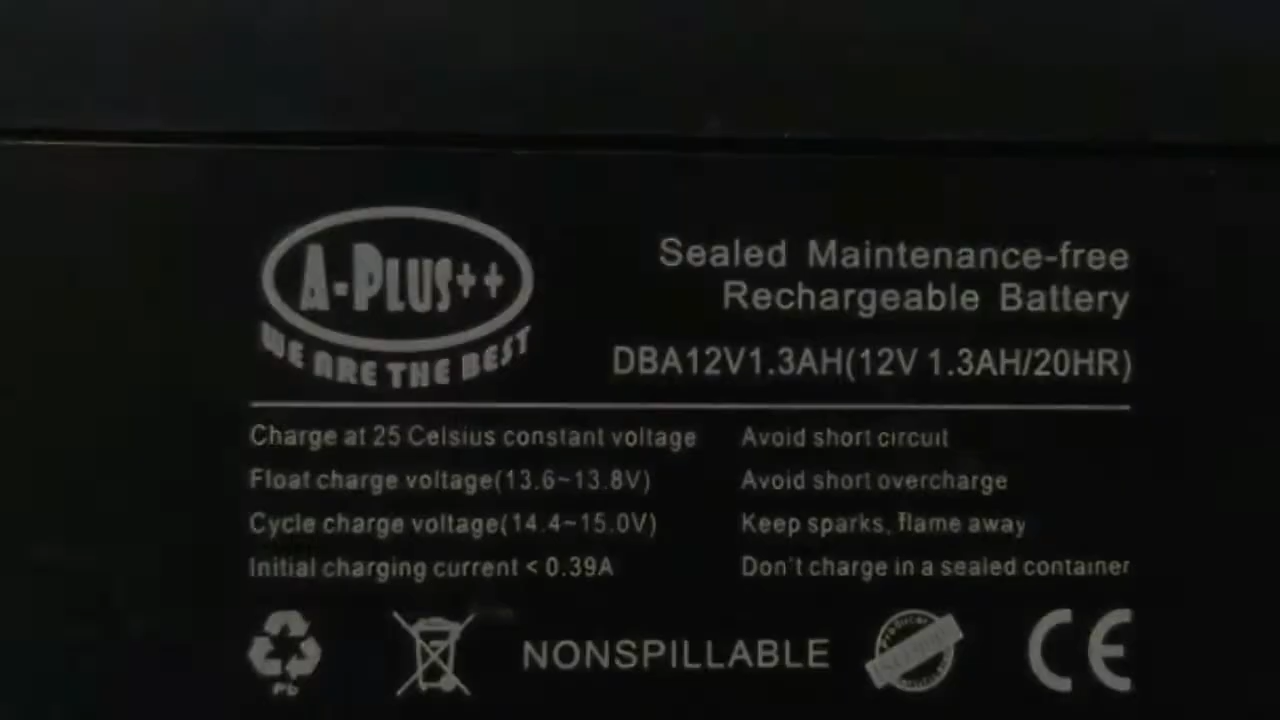 A-PLUS++
WE ARE THE BEST
Sealed Maintenance-free
Rechargeable Battery
DBA12V1.3AH(12V 1.3AH/20HR)
Charge at 25 Celsius constant voltage
Float charge voltage(13.6~13.8V)
Cycle charge voltage(14.4~15.0V)
Initial charging current < 0.39A
Avoid short circuit
Avoid short overcharge
Keep sparks, flame away
Don't charge in a sealed container
Pb
NONSPILLABLE
Producer
CE